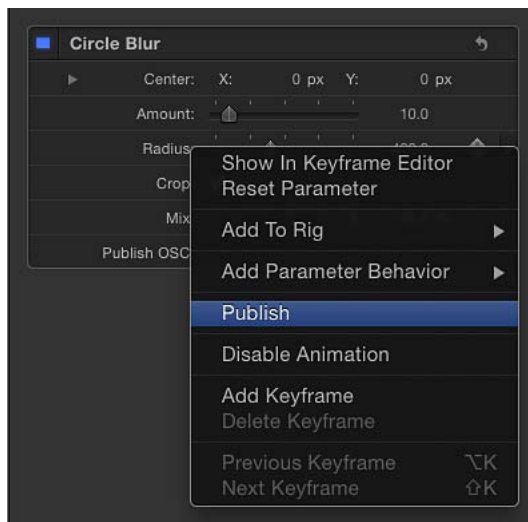 Circle Blur
Center: X: 0 px Y: 0 px
Amount: 10.0
Radius
Crop
Mix
Publish OSC
Show In Keyframe Editor
Reset Parameter
Add To Rig
Add Parameter Behavior
Publish
Disable Animation
Add Keyframe
Delete Keyframe
Previous Keyframe ⌥K
Next Keyframe ⇧K